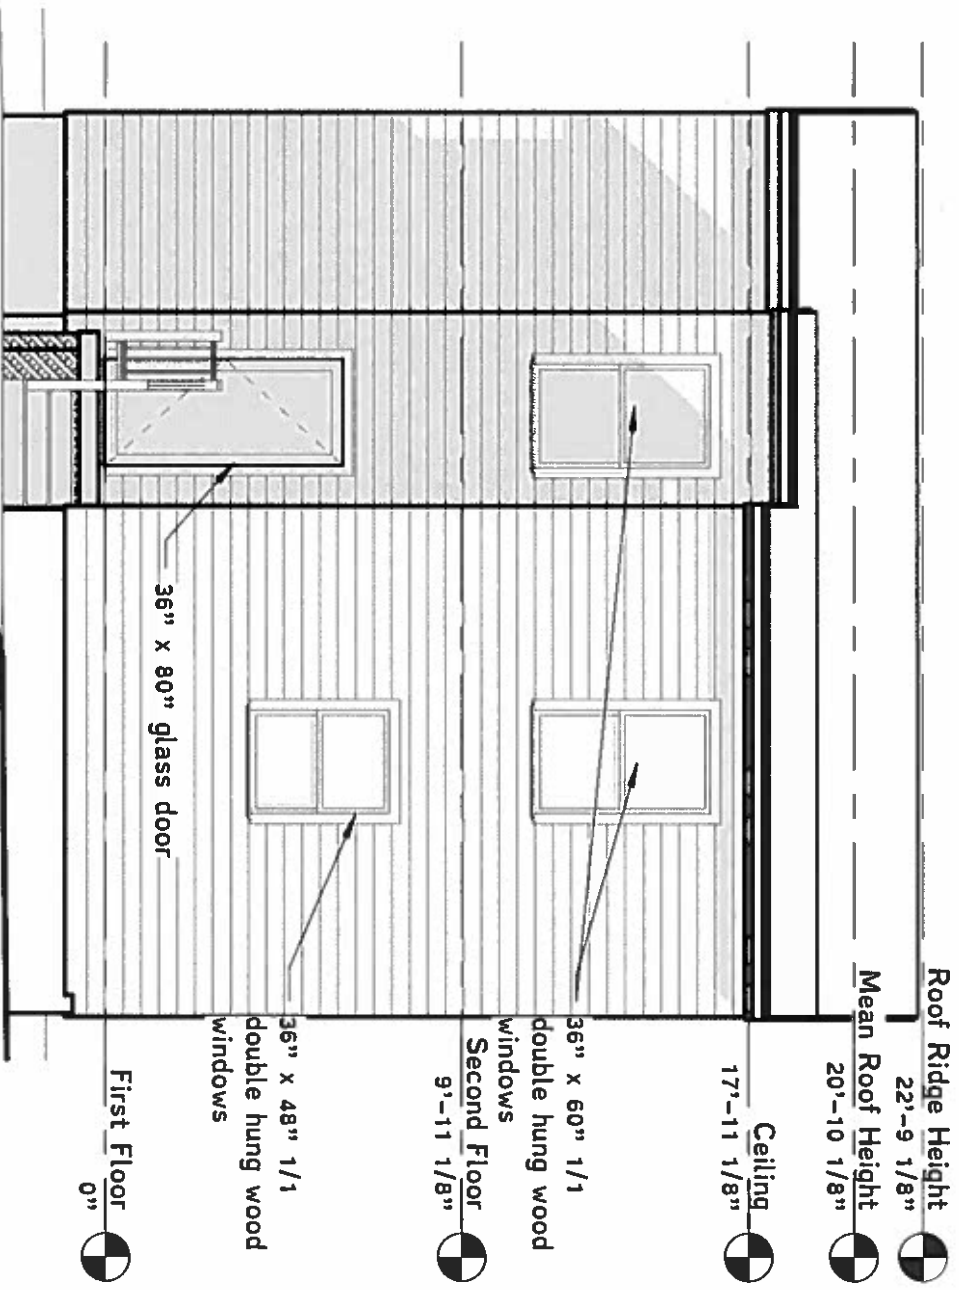 Roof Ridge Height
22'-9 1/8"
Mean Roof Height
20'-10 1/8"
Ceiling
17'-11 1/8"
36" x 60" 1/1
double hung wood
windows
Second Floor
9'-11 1/8"
36" x 48" 1/1
double hung wood
windows
36" x 80" glass door
First Floor
0"